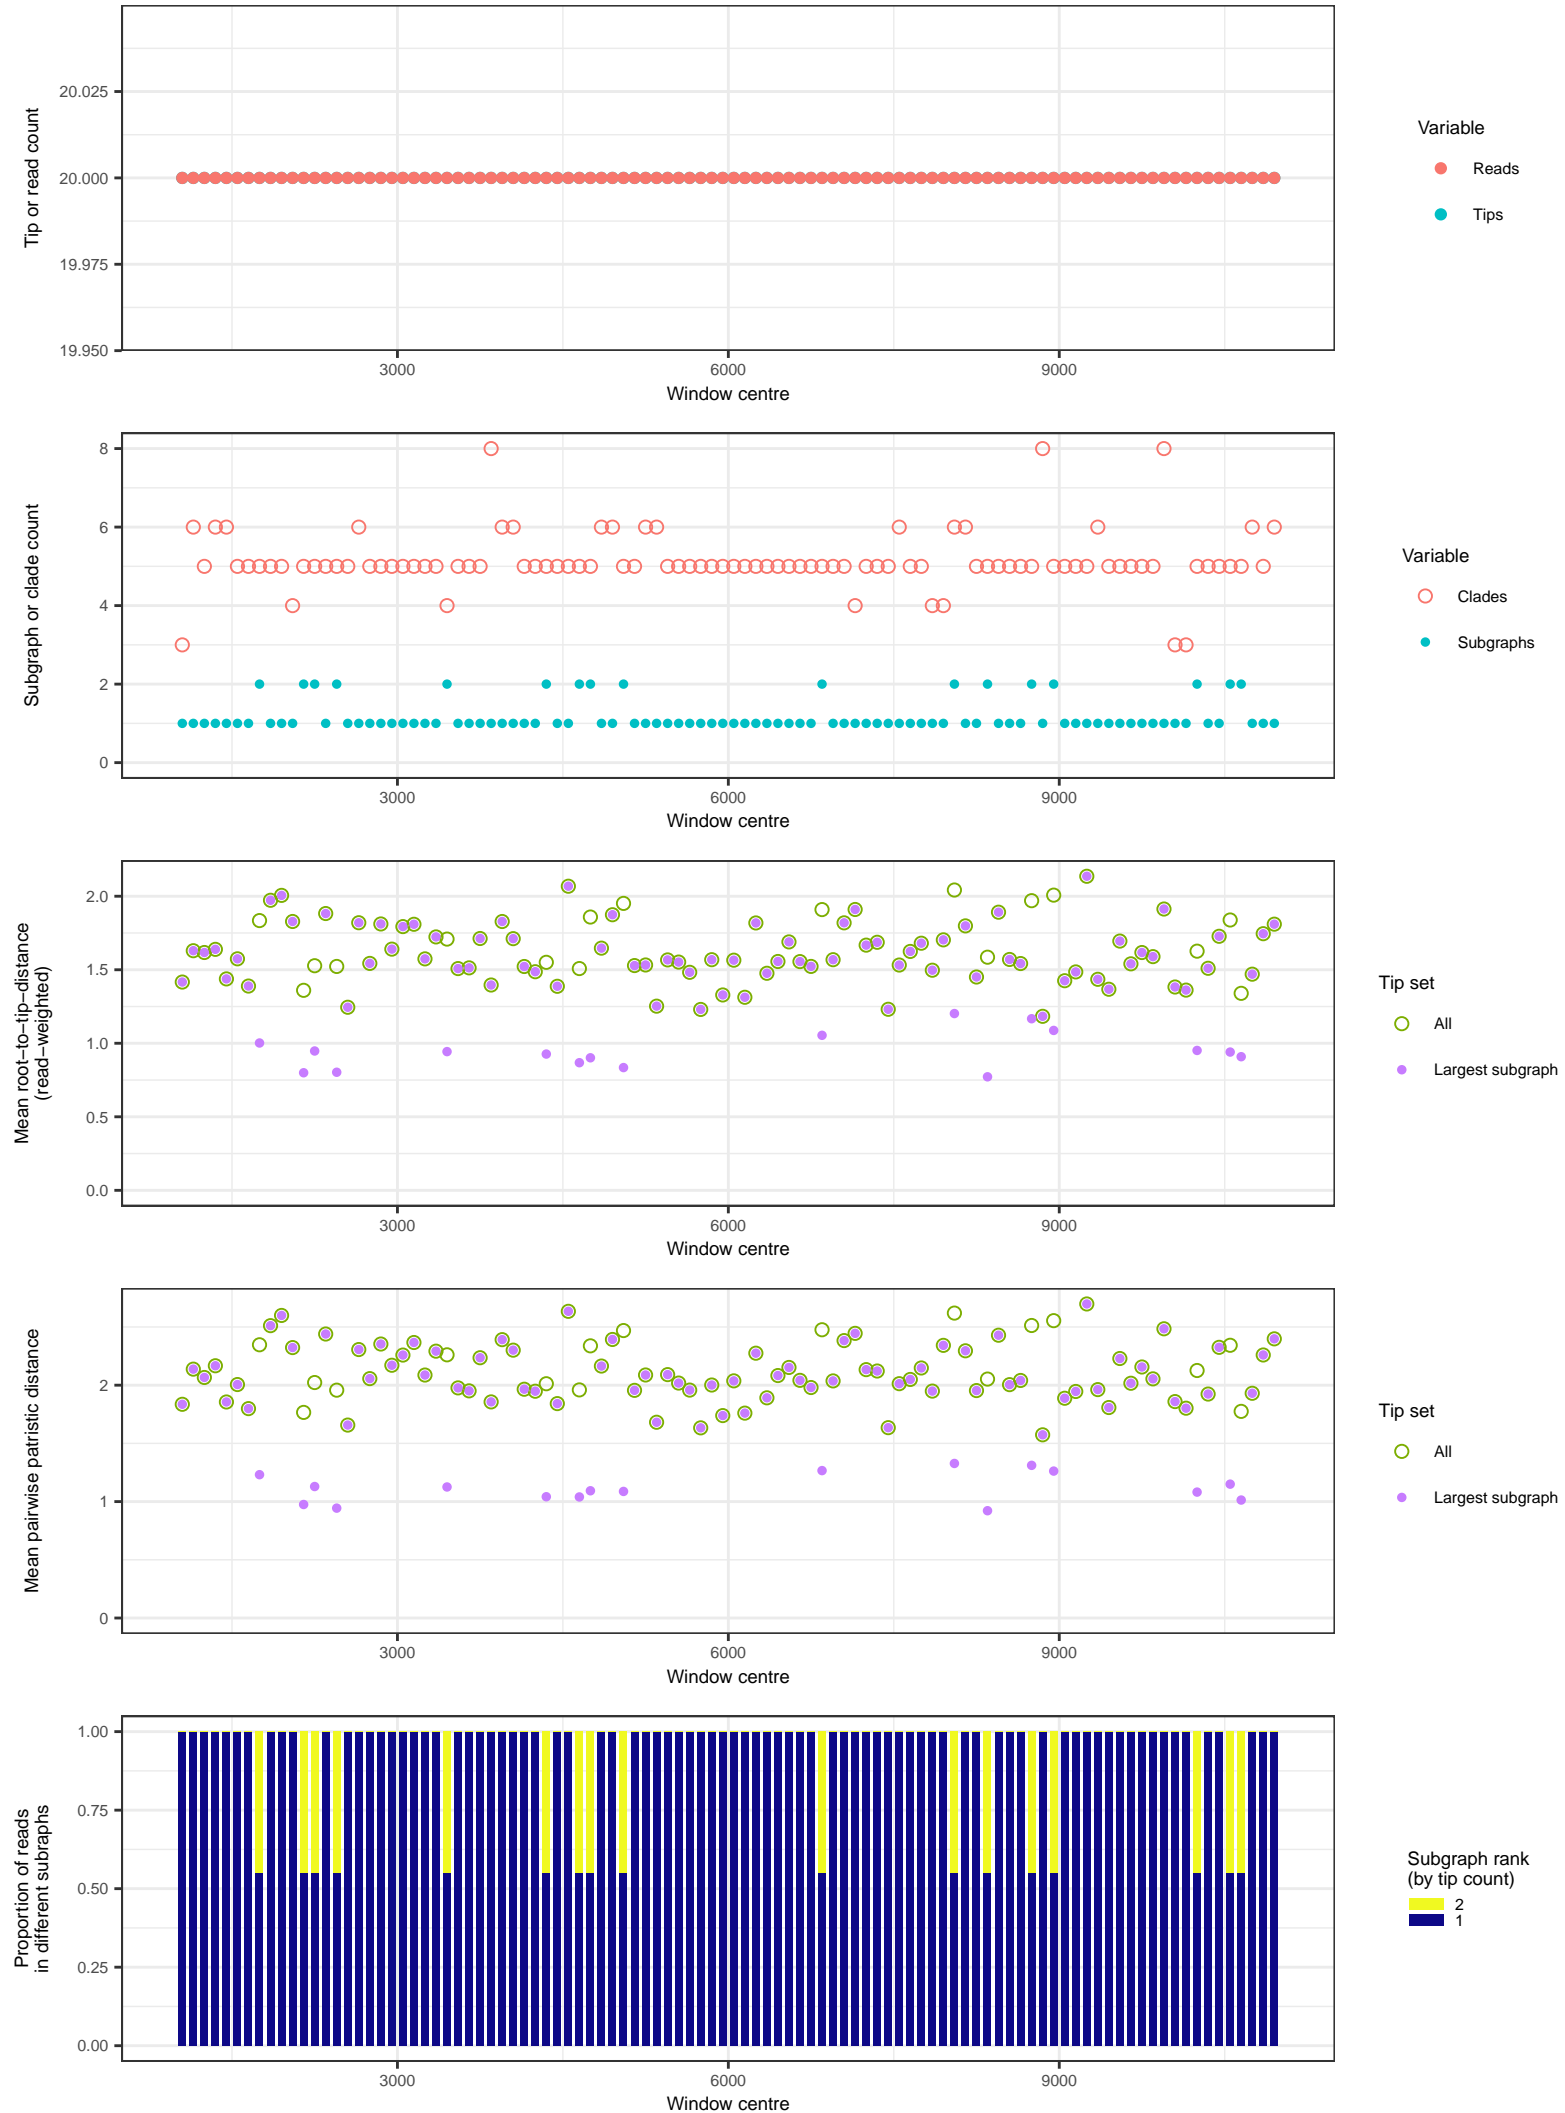 Tip or read count
20.025
20.000
19.975
19.950
3000
6000
9000
Window centre
Variable
Reads
Tips
Subgraph or clade count
8
6
4
2
0
3000
6000
9000
Window centre
Variable
Clades
Subgraphs
Mean root−to−tip−distance
(read−weighted)
2.0
1.5
1.0
0.5
0.0
3000
6000
9000
Window centre
Tip set
All
Largest subgraph
Mean pairwise patristic distance
2
1
0
3000
6000
9000
Window centre
Tip set
All
Largest subgraph
Proportion of reads
in different subraphs
1.00
0.75
0.50
0.25
0.00
3000
6000
9000
Window centre
Subgraph rank
(by tip count)
2
1